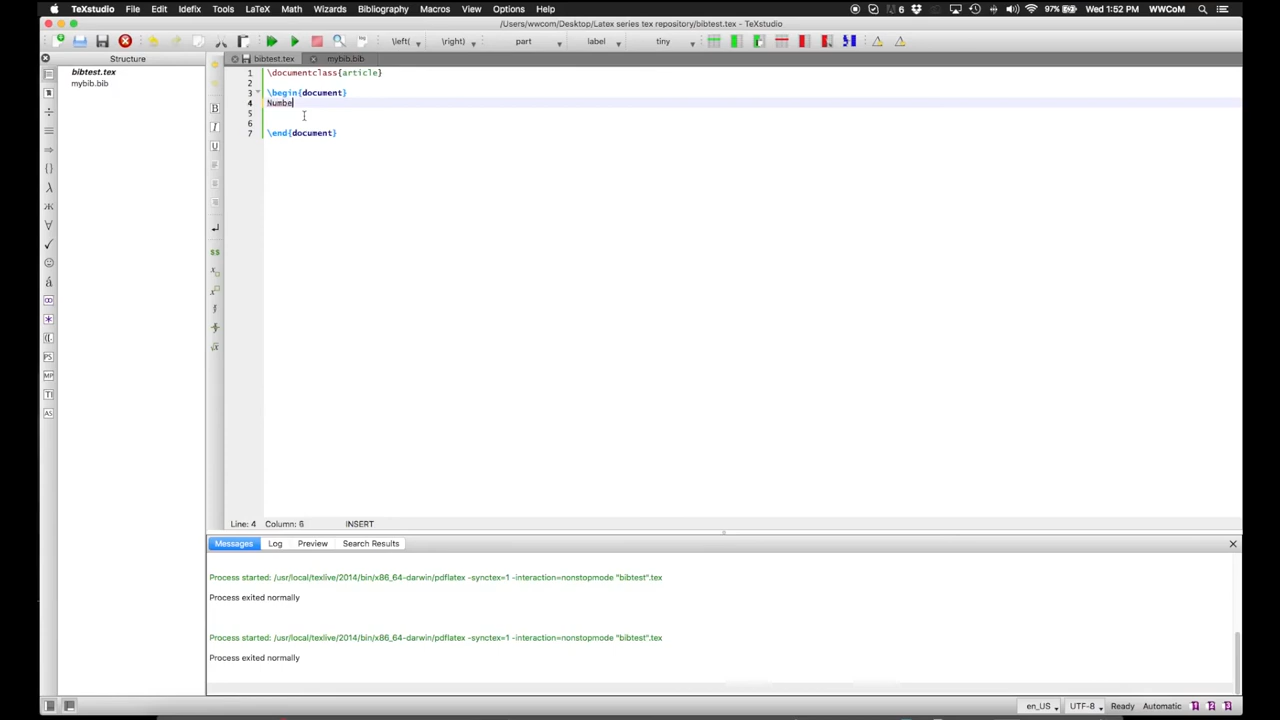 TeXstudio File Edit Idefix Tools LaTeX Math Wizards Bibliography Macros View Options Help 6 97% Wed 1:52 PM WWCoM
/Users/wwcom/Desktop/Latex series tex repository/bibtest.tex - TeXstudio
\left( \right) part label tiny
Structure bibtest.tex mybib.bib
bibtest.tex
mybib.bib
1 \documentclass{article}
2
3 \begin{document}
4 Numbe
5
6
7 \end{document}
Line: 4 Column: 6 INSERT
Messages Log Preview Search Results
Process started: /usr/local/texlive/2014/bin/x86_64-darwin/pdflatex -synctex=1 -interaction=nonstopmode "bibtest".tex
Process exited normally
Process started: /usr/local/texlive/2014/bin/x86_64-darwin/pdflatex -synctex=1 -interaction=nonstopmode "bibtest".tex
Process exited normally
en_US UTF-8 Ready Automatic